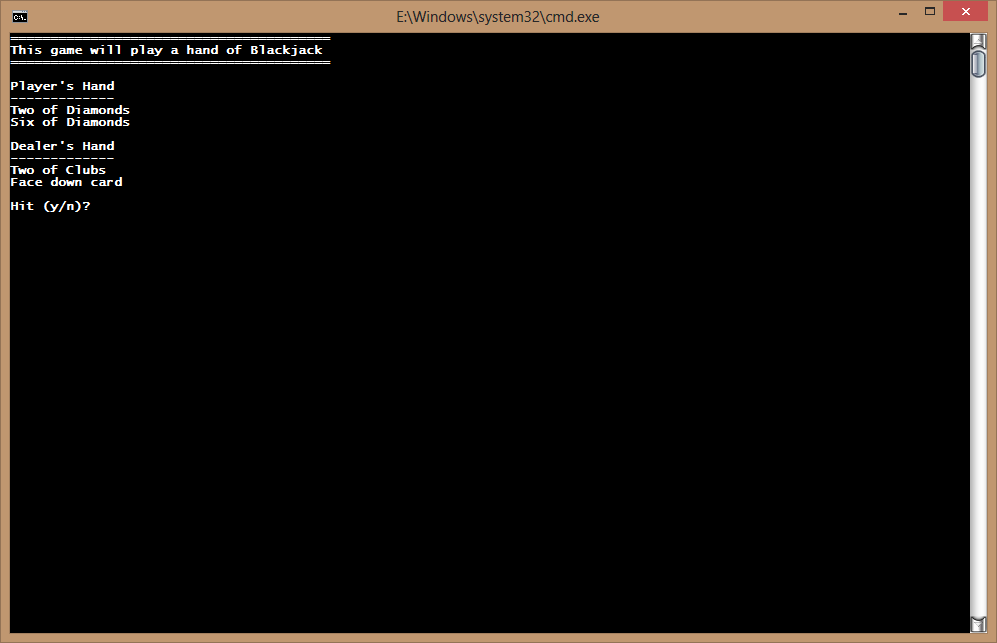 E:\Windows\system32\cmd.exe
========================================
This game will play a hand of Blackjack
========================================
Player's Hand
-------------
Two of Diamonds
Six of Diamonds
Dealer's Hand
-------------
Two of Clubs
Face down card
Hit (y/n)?